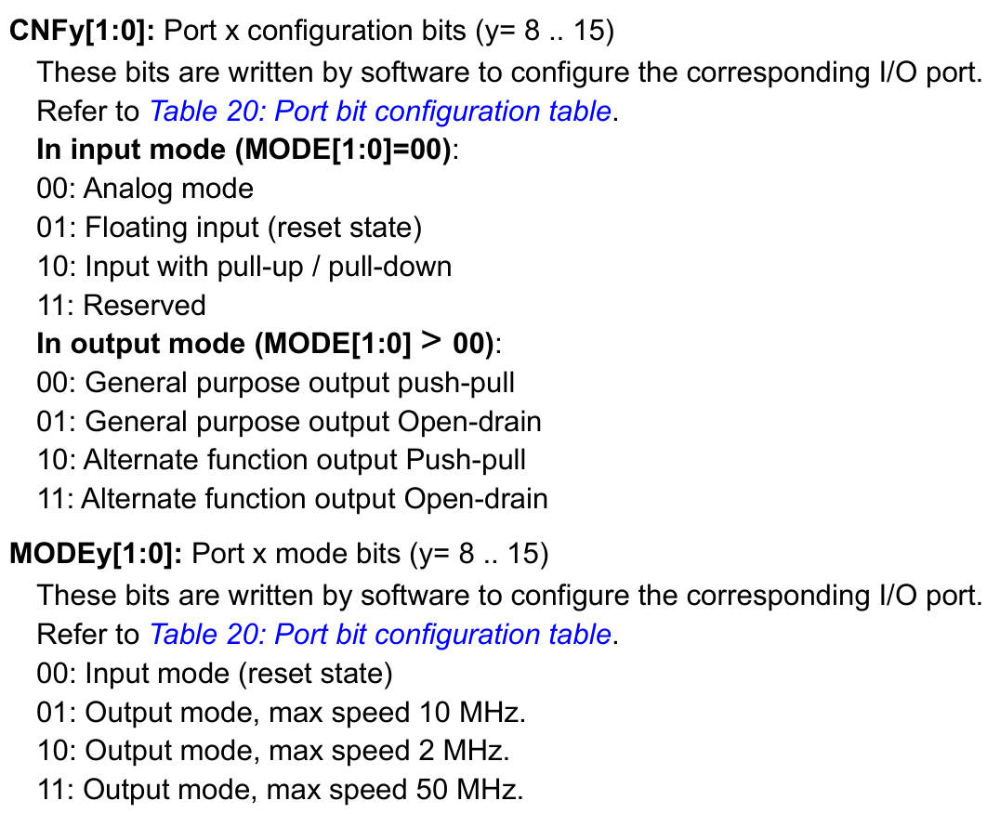 CNFy[1:0]: Port x configuration bits (y= 8 .. 15)
These bits are written by software to configure the corresponding I/O port.
Refer to Table 20: Port bit configuration table.
In input mode (MODE[1:0]=00):
00: Analog mode
01: Floating input (reset state)
10: Input with pull-up / pull-down
11: Reserved
In output mode (MODE[1:0] > 00):
00: General purpose output push-pull
01: General purpose output Open-drain
10: Alternate function output Push-pull
11: Alternate function output Open-drain
MODEy[1:0]: Port x mode bits (y= 8 .. 15)
These bits are written by software to configure the corresponding I/O port.
Refer to Table 20: Port bit configuration table.
00: Input mode (reset state)
01: Output mode, max speed 10 MHz.
10: Output mode, max speed 2 MHz.
11: Output mode, max speed 50 MHz.